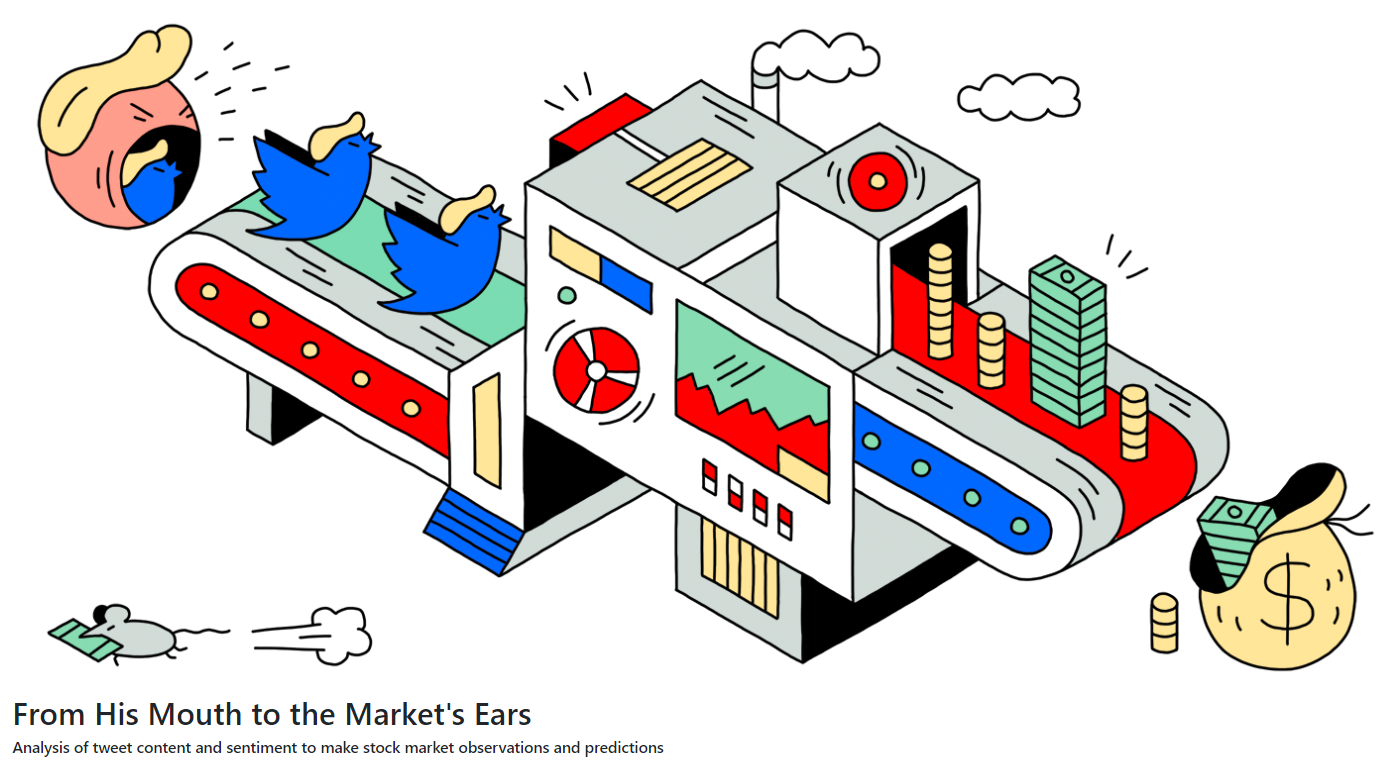 $
From His Mouth to the Market's Ears
Analysis of tweet content and sentiment to make stock market observations and predictions